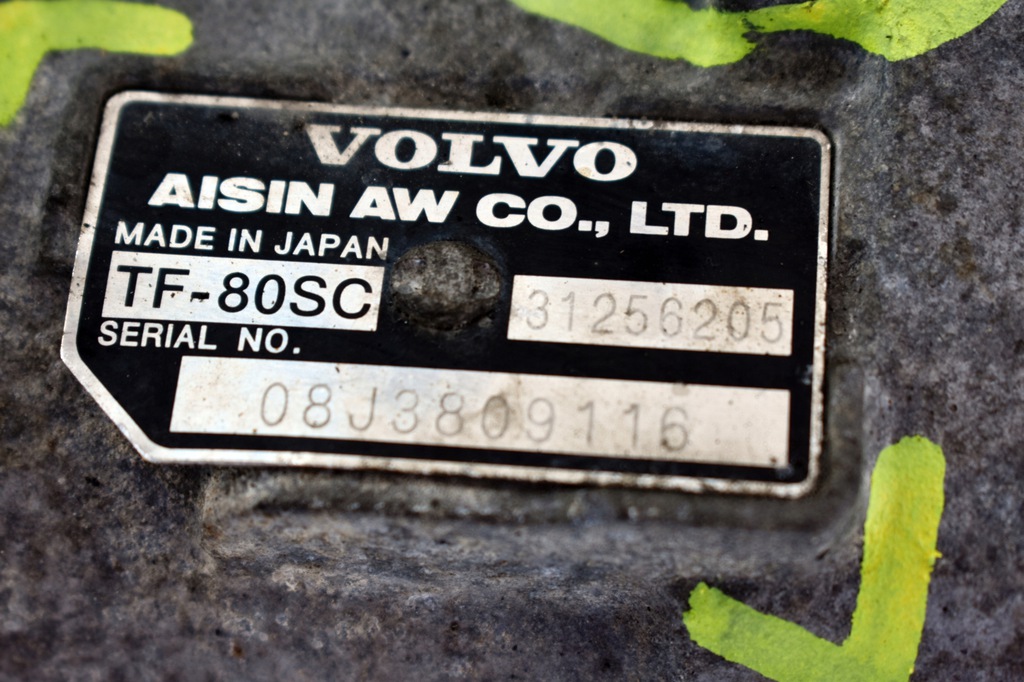 VOLVO
AISIN AW CO., LTD.
MADE IN JAPAN
TF-80SC 31256205
SERIAL NO.
08J3809116